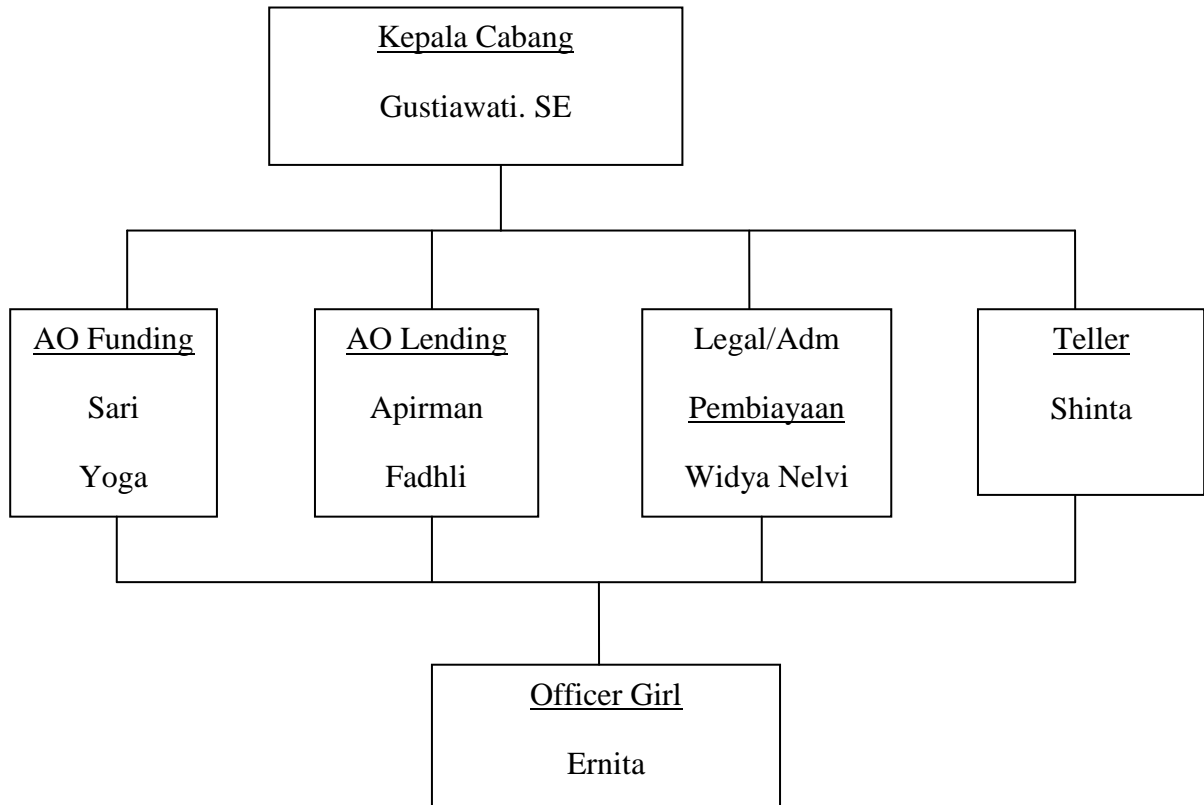 Kepala Cabang
Gustiawati. SE
AO Funding
Sari
Yoga
AO Lending
Apirman
Fadhli
Legal/Adm
Pembiayaan
Widya Nelvi
Teller
Shinta
Officer Girl
Ernita